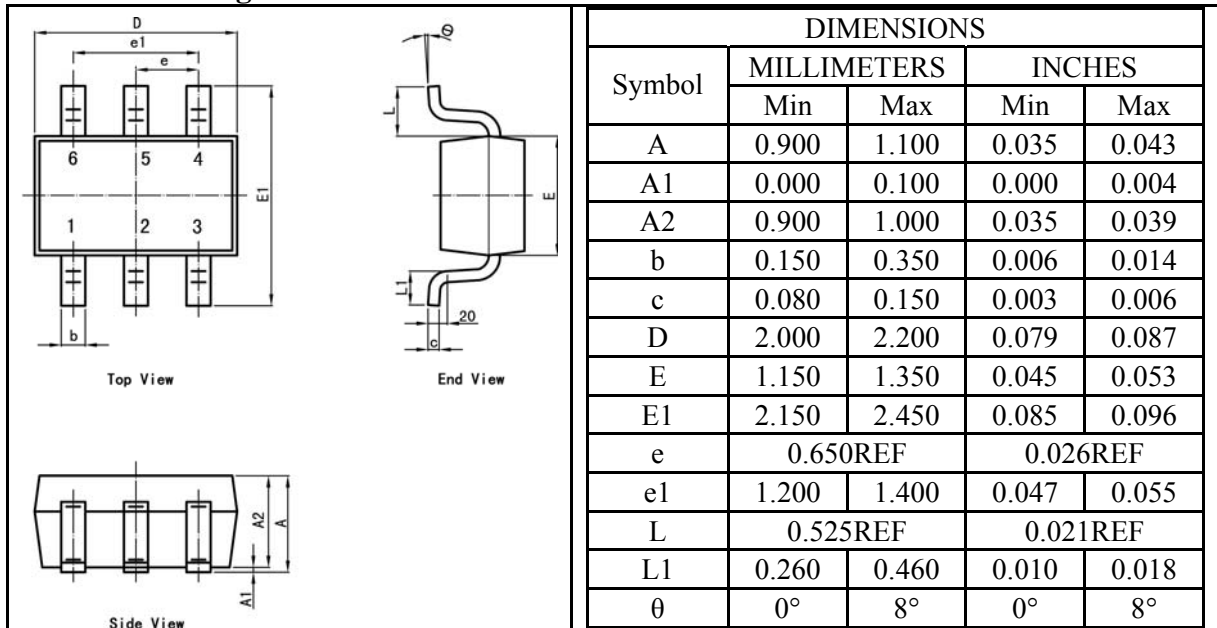 D
e1
e
6 5 4
1 2 3
E1
b
Top View
θ
L
E
L1
20
c
End View
A2
A
A1
Side View
DIMENSIONS
Symbol MILLIMETERS INCHES
Min Max Min Max
A 0.900 1.100 0.035 0.043
A1 0.000 0.100 0.000 0.004
A2 0.900 1.000 0.035 0.039
b 0.150 0.350 0.006 0.014
c 0.080 0.150 0.003 0.006
D 2.000 2.200 0.079 0.087
E 1.150 1.350 0.045 0.053
E1 2.150 2.450 0.085 0.096
e 0.650REF 0.026REF
e1 1.200 1.400 0.047 0.055
L 0.525REF 0.021REF
L1 0.260 0.460 0.010 0.018
θ 0° 8° 0° 8°